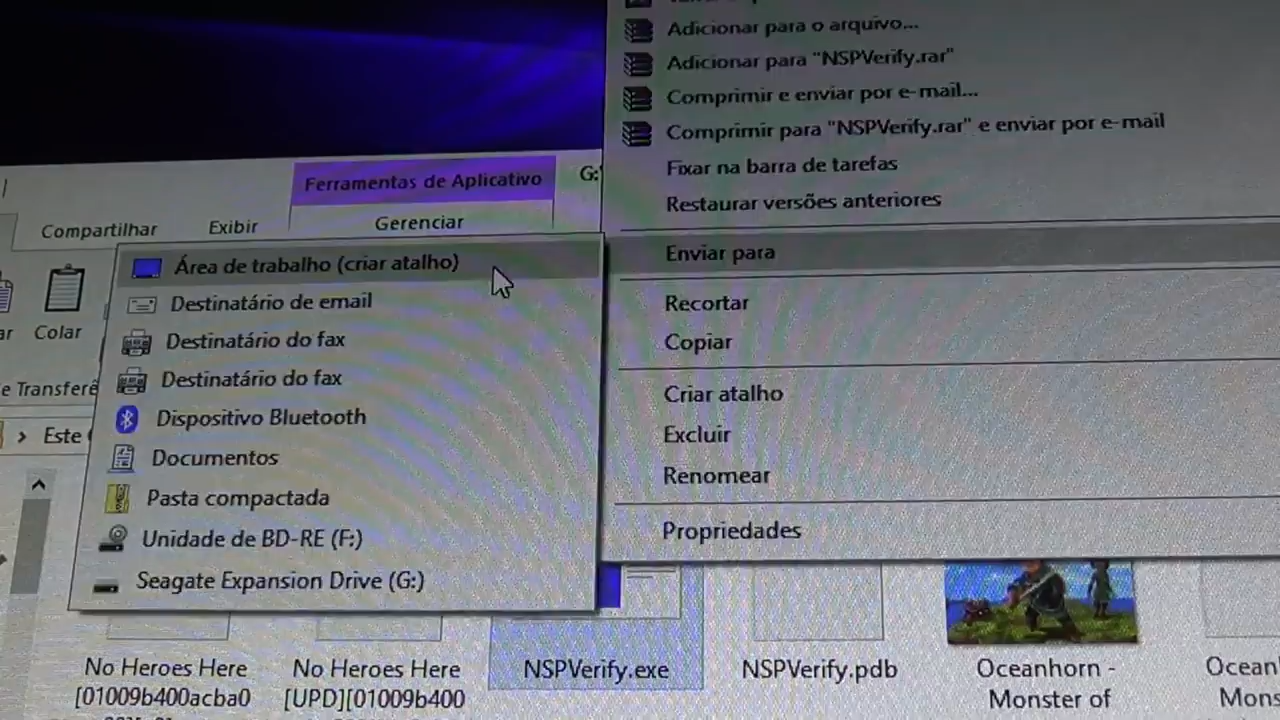 Adicionar para o arquivo...
Adicionar para "NSPVerify.rar"
Comprimir e enviar por e-mail...
Comprimir para "NSPVerify.rar" e enviar por e-mail
Fixar na barra de tarefas
Restaurar versões anteriores
Enviar para
Recortar
Copiar
Criar atalho
Excluir
Renomear
Propriedades
Ferramentas de Aplicativo
G:
Compartilhar
Exibir
Gerenciar
Colar
e Transferê
Este
Área de trabalho (criar atalho)
Destinatário de email
Destinatário do fax
Destinatário do fax
Dispositivo Bluetooth
Documentos
Pasta compactada
Unidade de BD-RE (F:)
Seagate Expansion Drive (G:)
No Heroes Here
[01009b400acba0
No Heroes Here
[UPD][01009b400
NSPVerify.exe
NSPVerify.pdb
Oceanhorn -
Monster of
Ocean
Mons